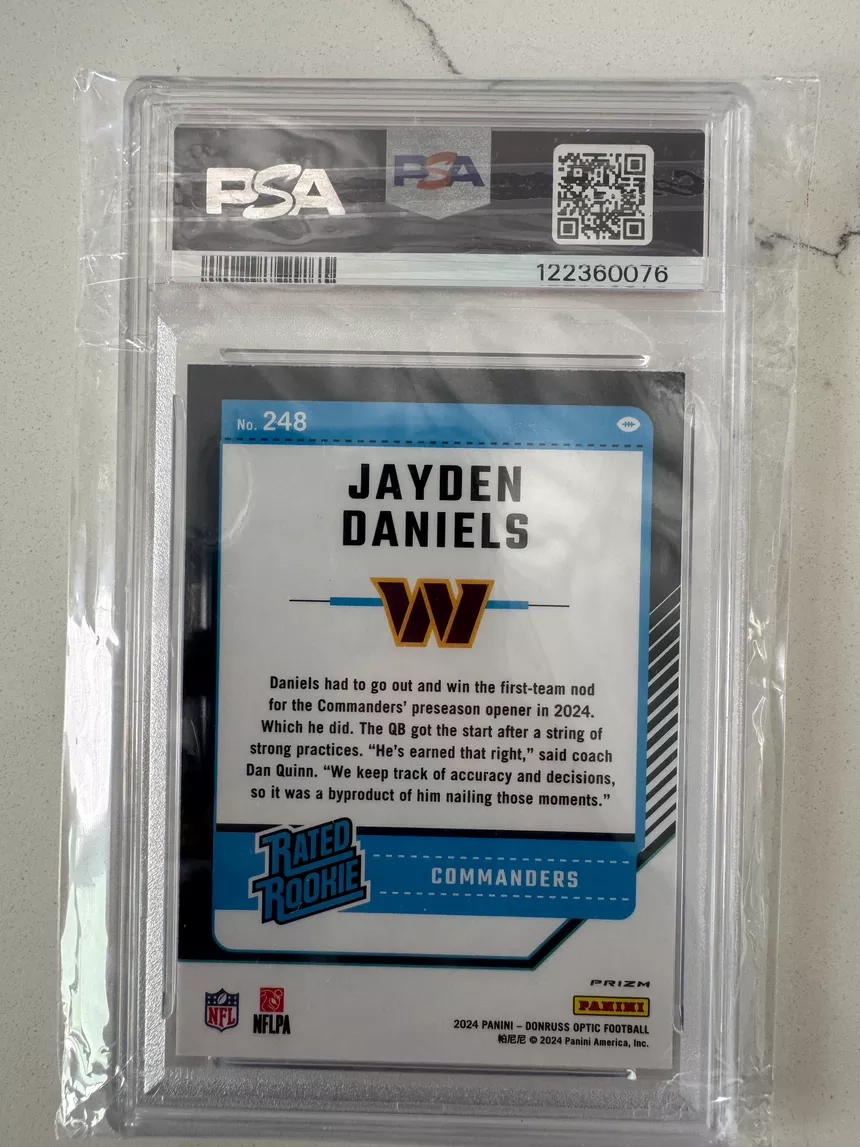 PSA
PSA
122360076
No. 248
JAYDEN
DANIELS
W
Daniels had to go out and win the first-team nod
for the Commanders’ preseason opener in 2024.
Which he did. The QB got the start after a string of
strong practices. “He’s earned that right,” said coach
Dan Quinn. “We keep track of accuracy and decisions,
so it was a byproduct of him nailing those moments.”
RATED
ROOKIE
COMMANDERS
PRIZM
PANINI
NFL
NFLPA
2024 PANINI – DONRUSS OPTIC FOOTBALL
帕尼尼 © 2024 Panini America, Inc.